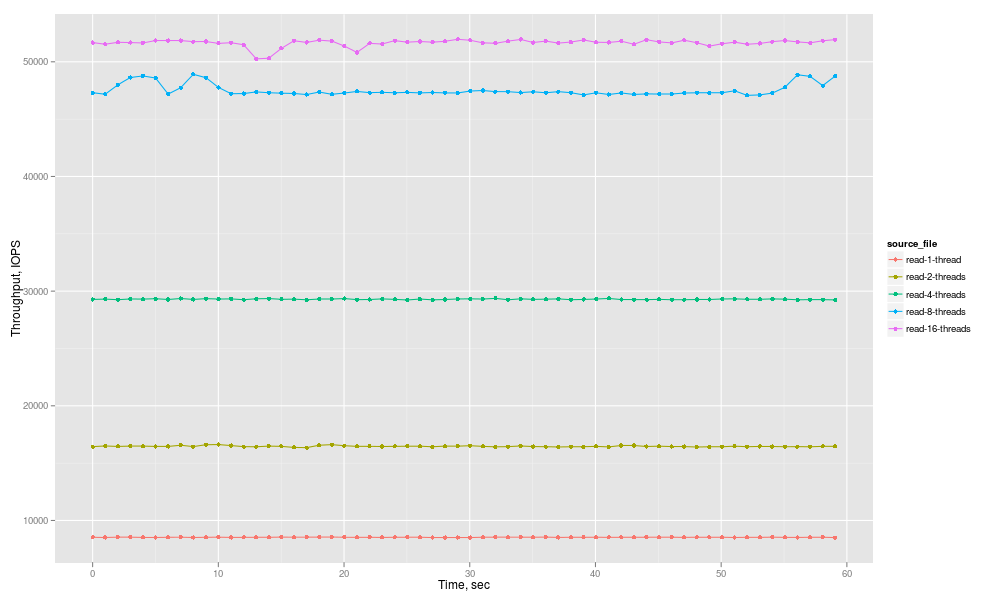 Throughput, IOPS
50000
40000
30000
20000
10000
0
10
20
30
40
50
60
Time, sec
source_file
read-1-thread
read-2-threads
read-4-threads
read-8-threads
read-16-threads